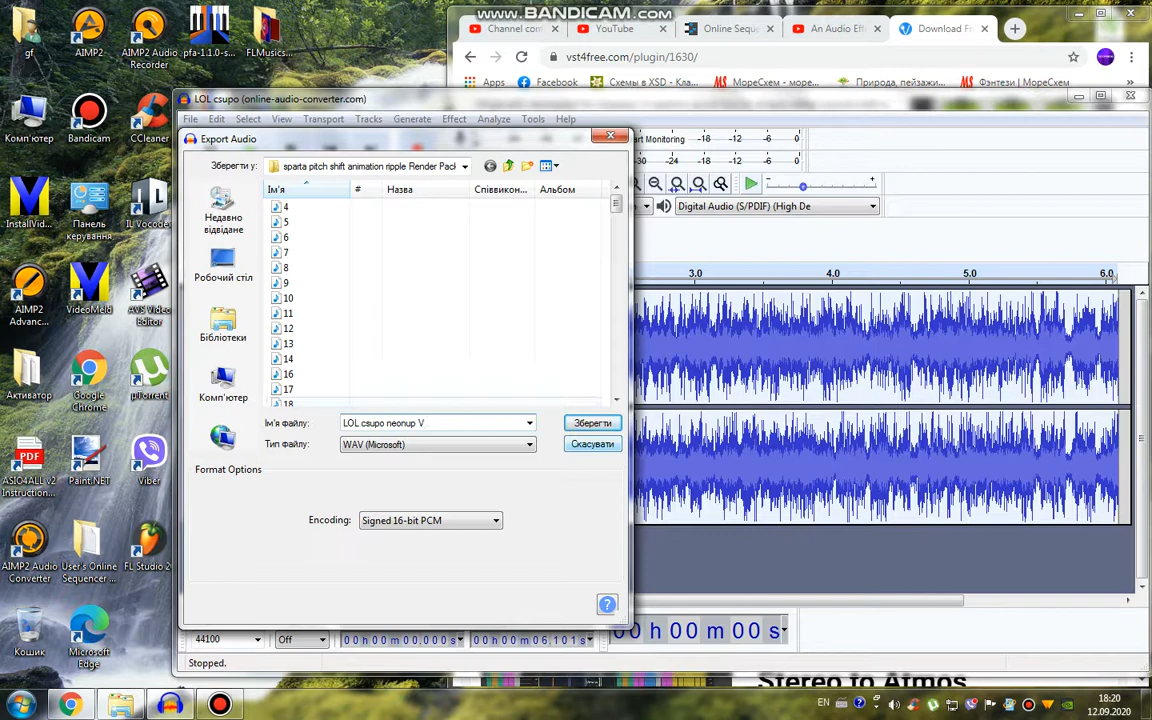 www.BANDICAM.com
gf
AIMP2
AIMP2 Audio
Recorder
pfa-1.1.0-s...
FLMusics...
Комп'ютер
Bandicam
CCleaner
InstallVid...
Панель
керування...
IL Vocode...
AIMP2
Advanc...
VideoMeld
AVS Video
Editor
Активатор
Google
Chrome
µTorrent
ASIO4ALL v2
Instruction...
Paint.NET
Viber
AIMP2 Audio
Converter
User's Online
Sequencer ...
FL Studio 2
Кошик
Microsoft
Edge
Channel con
YouTube
Online Seque
An Audio Eff
Download Fr
vst4free.com/plugin/1630/
Apps
Facebook
Схемы в XSD - Кла...
МореСхем - море...
Природа, пейзажи...
Фэнтези | МореСх...
LOL csupo (online-audio-converter.com)
File Edit Select View Transport Tracks Generate Effect Analyze Tools Help
Export Audio
Зберегти у:
sparta pitch shift animation ripple Render Pack
Ім'я # Назва Співвикон... Альбом
4
5
6
7
8
9
10
11
12
13
14
16
17
18
Недавно
відвідане
Робочий стіл
Бібліотеки
Комп'ютер
Ім'я файлу: LOL csupo neonup V Зберегти
Тип файлу: WAV (Microsoft) Скасувати
Format Options
Encoding: Signed 16-bit PCM
art Monitoring -18 -12 -6 0
-30 -24 -18 -12 -6 0
Digital Audio (S/PDIF) (High De
3.0 4.0 5.0 6.0
44100 Off 00 h 00 m 00.000 s 00 h 00 m 06.101 s
00 h 00 m 00 s
Stopped.
Stereo to Atmos
EN
18:20
12.09.2020